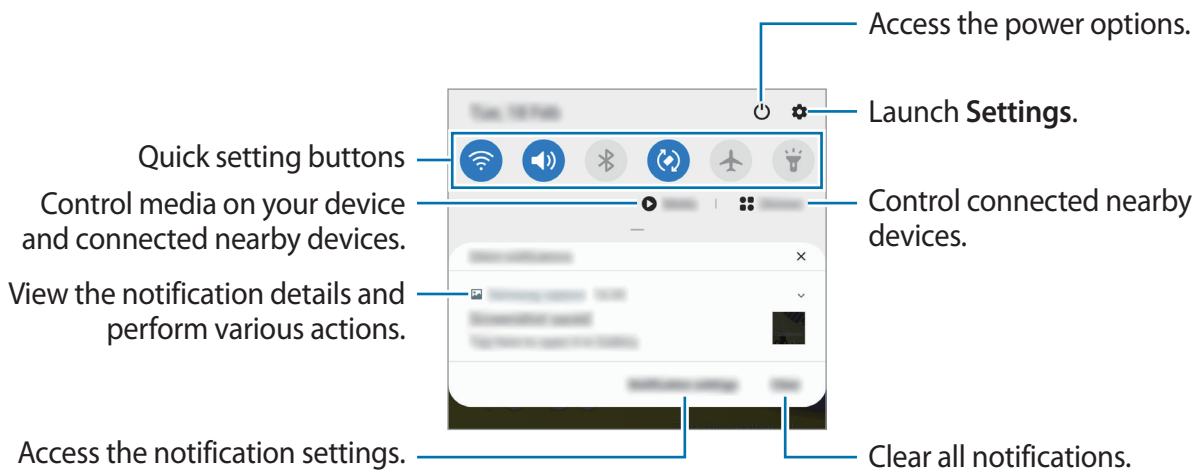 Access the power options.
Launch Settings.
Quick setting buttons
Control media on your device
and connected nearby devices.
Control connected nearby
devices.
View the notification details and
perform various actions.
Access the notification settings.
Clear all notifications.